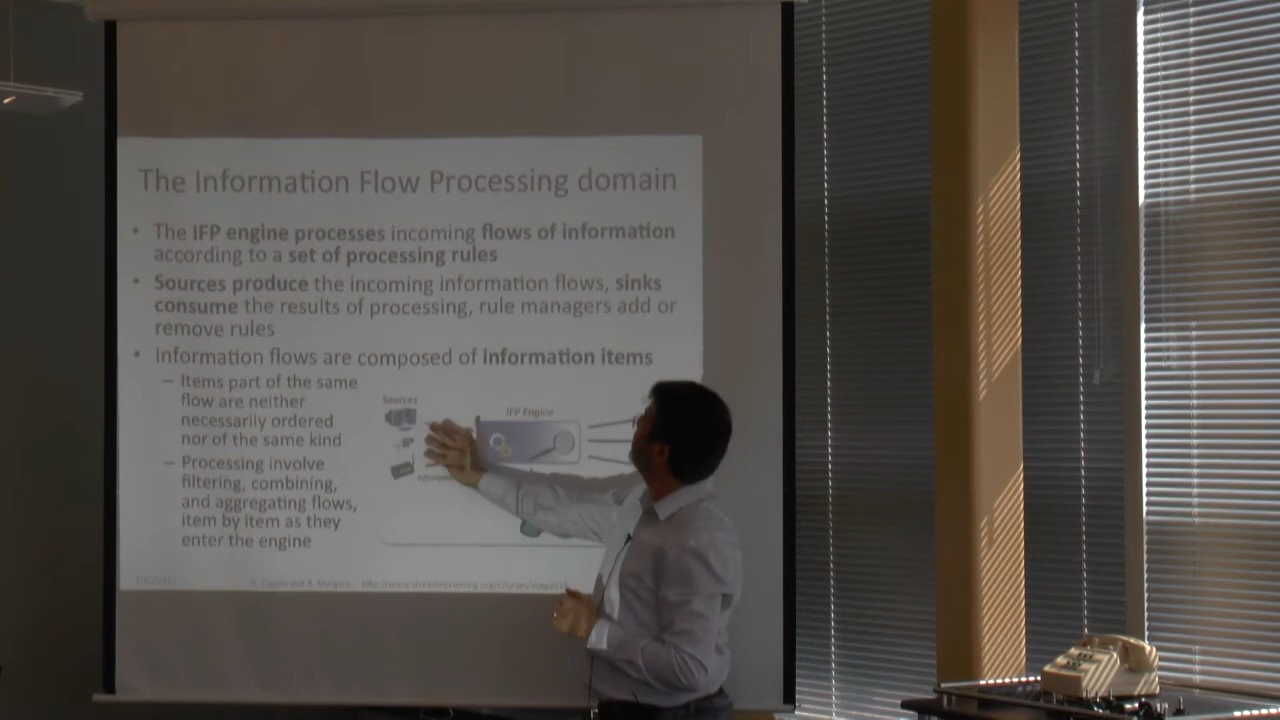 The Information Flow Processing domain
• The IFP engine processes incoming flows of information
according to a set of processing rules
• Sources produce the incoming information flows, sinks
consume the results of processing, rule managers add or
remove rules
• Information flows are composed of information items
– Items part of the same
flow are neither
necessarily ordered
nor of the same kind
– Processing involve
filtering, combining,
and aggregating flows,
item by item as they
enter the engine
Sources
IFP Engine